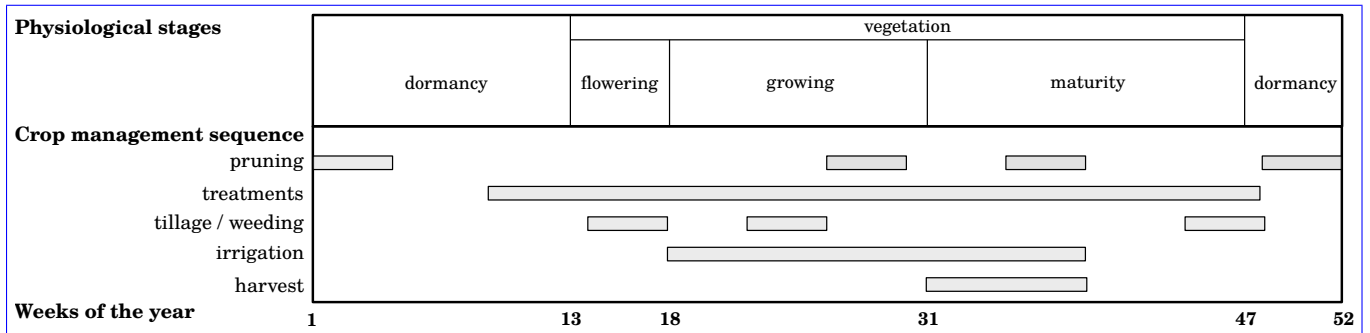 Physiological stages
vegetation
dormancy
flowering
growing
maturity
dormancy
Crop management sequence
pruning
treatments
tillage / weeding
irrigation
harvest
Weeks of the year
1 13 18 31 47 52